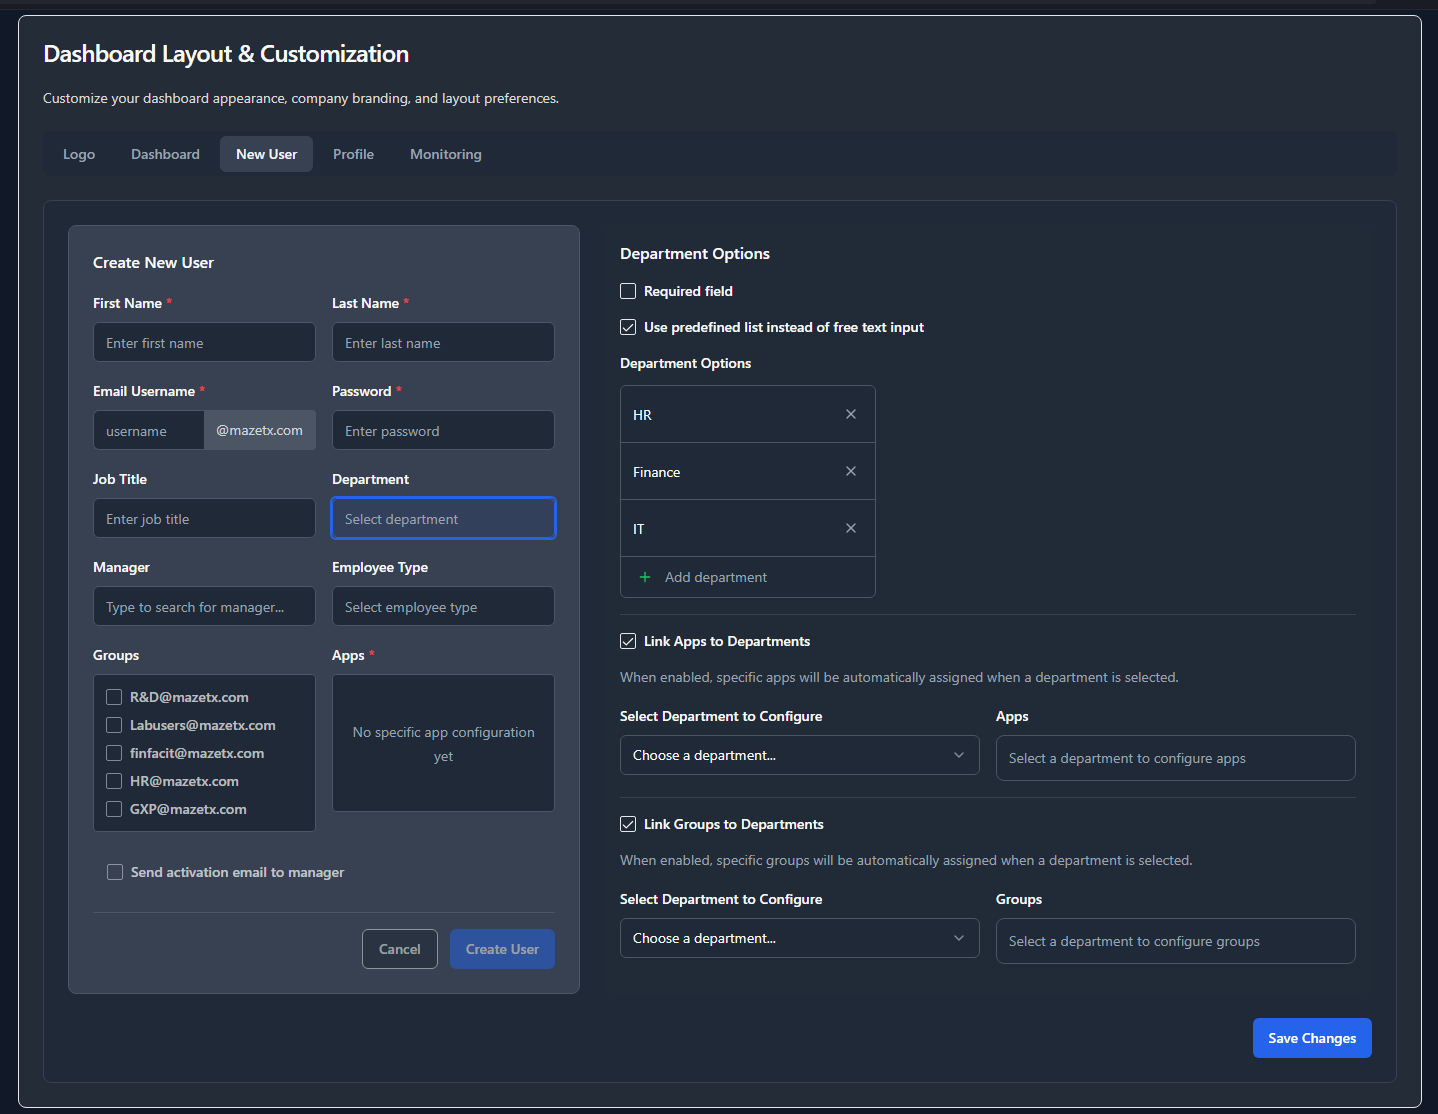 Dashboard Layout & Customization
Customize your dashboard appearance, company branding, and layout preferences.
Logo
Dashboard
New User
Profile
Monitoring
Create New User
First Name *
Last Name *
Enter first name
Enter last name
Email Username *
Password *
username
@mazetx.com
Enter password
Job Title
Department
Enter job title
Select department
Manager
Employee Type
Type to search for manager...
Select employee type
Groups
Apps *
R&D@mazetx.com
Labusers@mazetx.com
finfacit@mazetx.com
HR@mazetx.com
GXP@mazetx.com
No specific app configuration
yet
Send activation email to manager
Cancel
Create User
Department Options
Required field
Use predefined list instead of free text input
Department Options
HR
Finance
IT
Add department
Link Apps to Departments
When enabled, specific apps will be automatically assigned when a department is selected.
Select Department to Configure
Apps
Choose a department...
Select a department to configure apps
Link Groups to Departments
When enabled, specific groups will be automatically assigned when a department is selected.
Select Department to Configure
Groups
Choose a department...
Select a department to configure groups
Save Changes